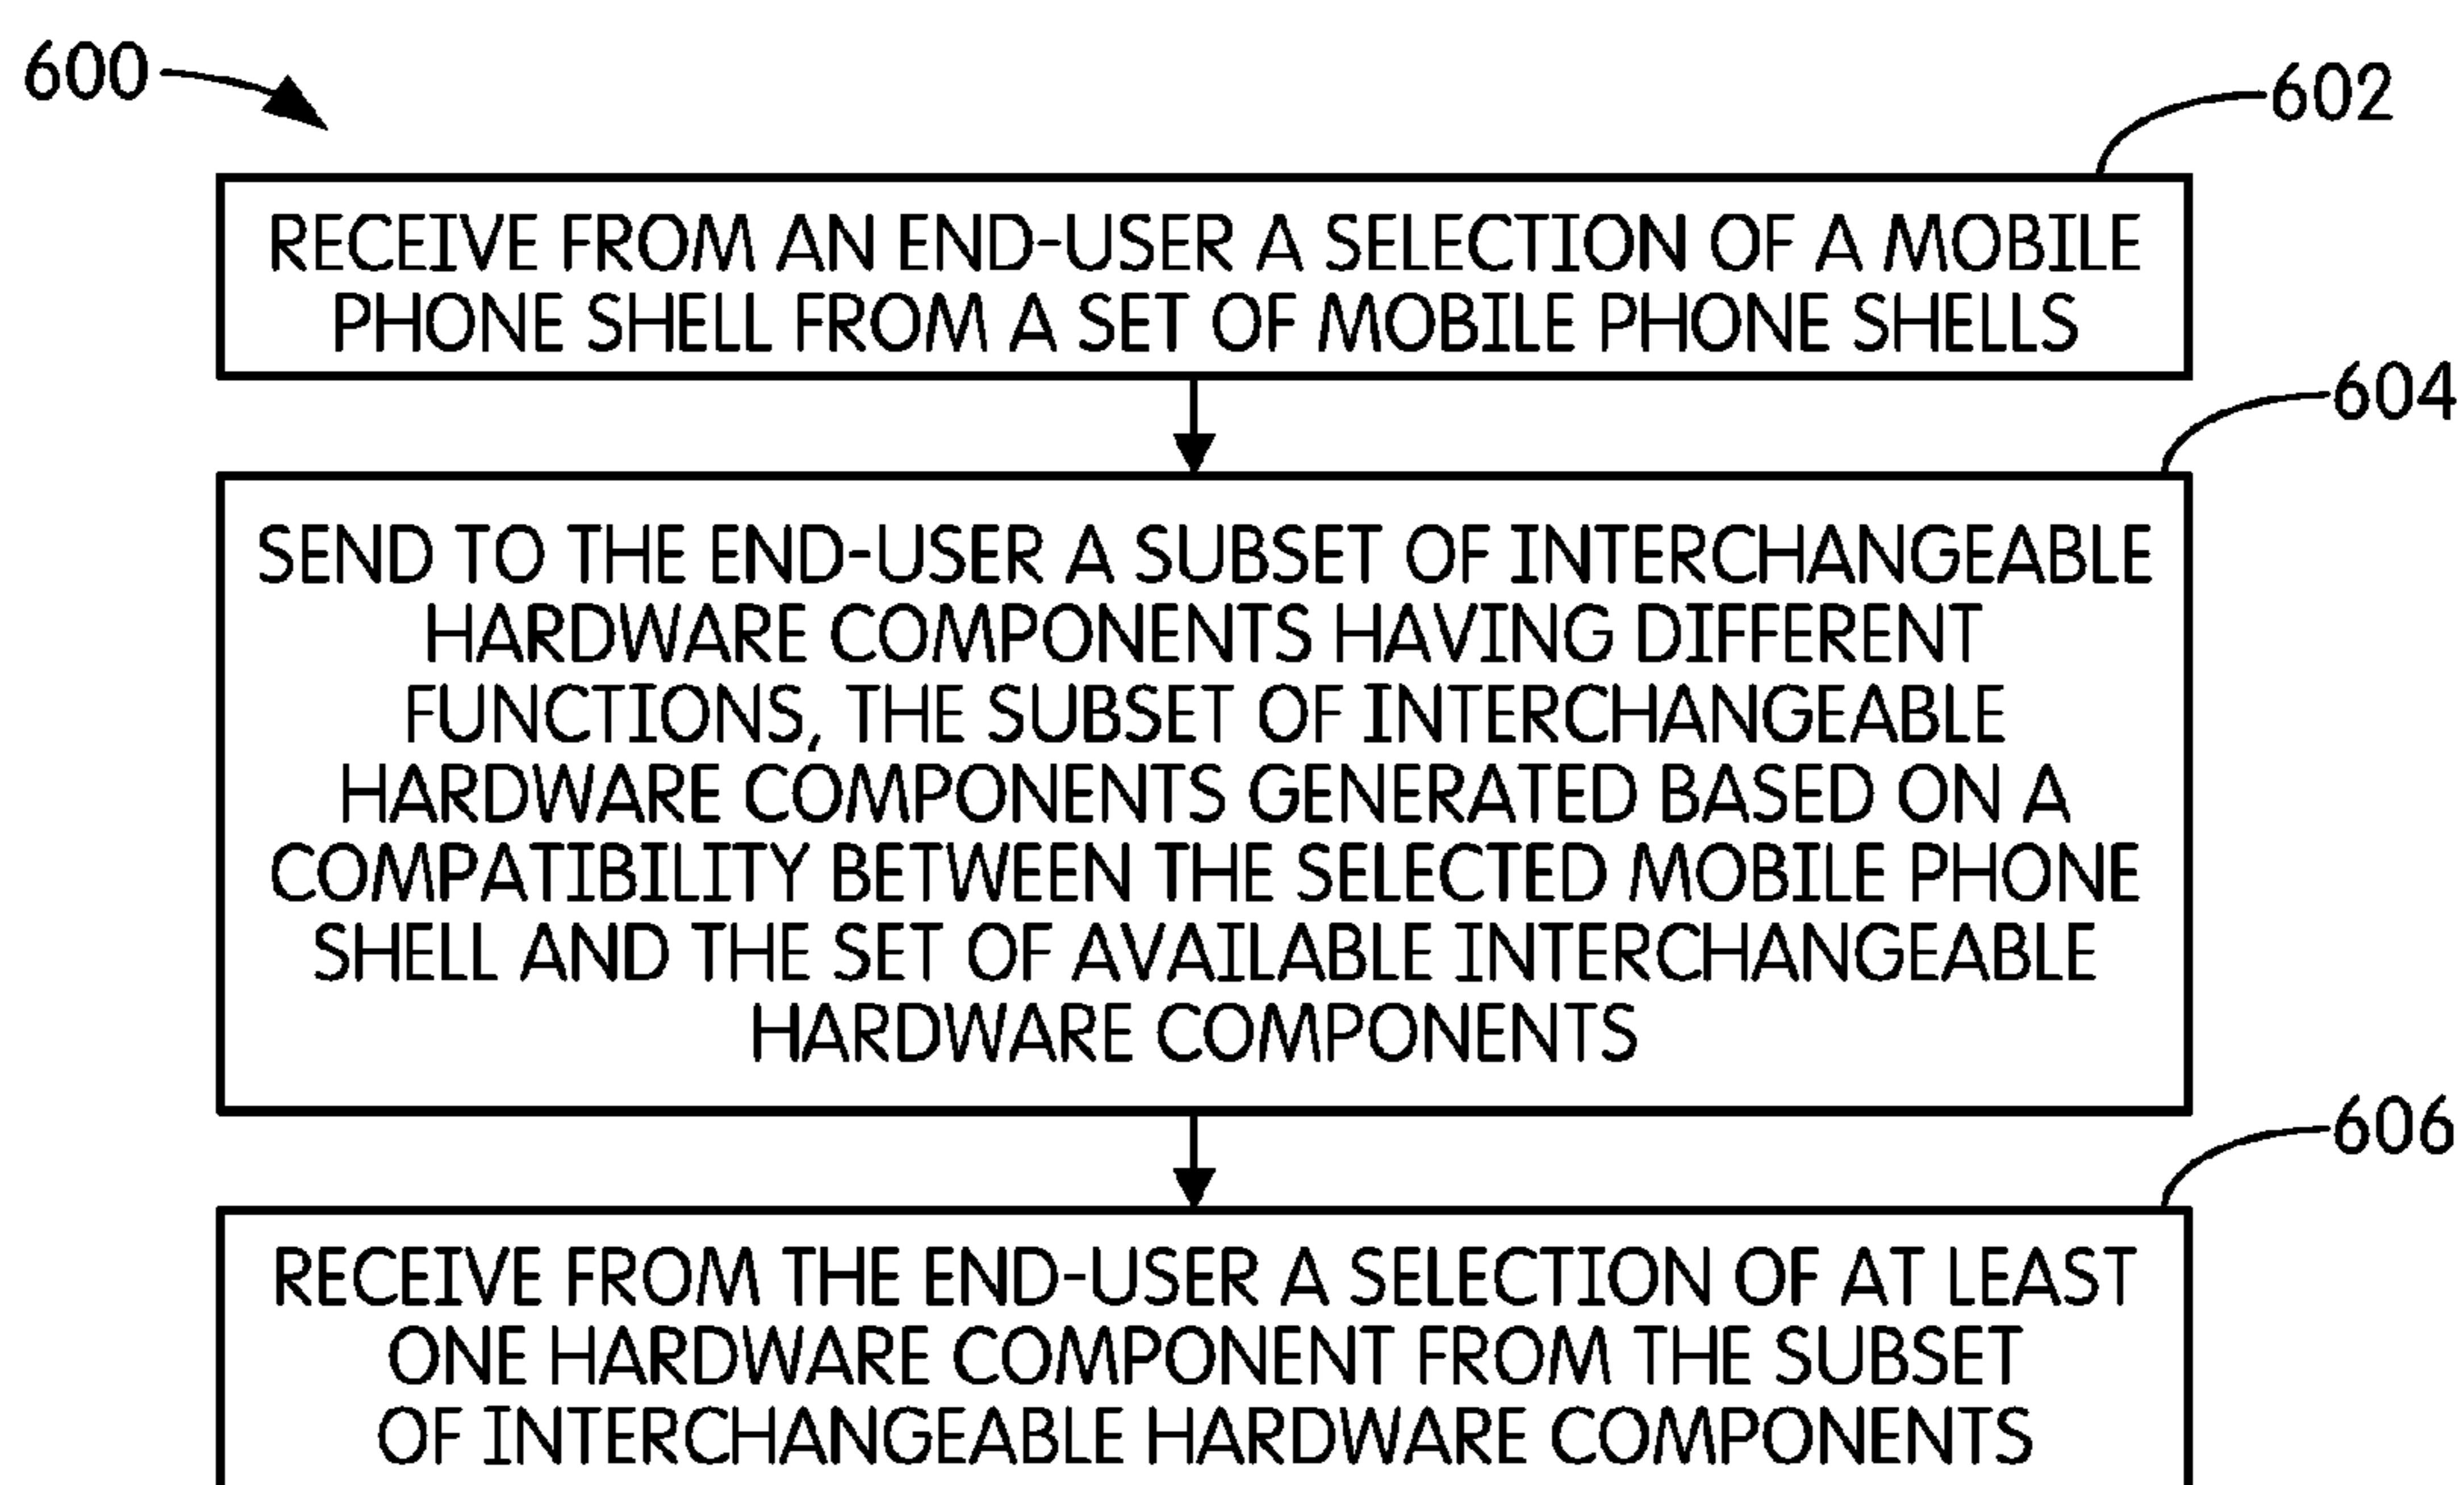 600
602
RECEIVE FROM AN END-USER A SELECTION OF A MOBILE
PHONE SHELL FROM A SET OF MOBILE PHONE SHELLS
604
SEND TO THE END-USER A SUBSET OF INTERCHANGEABLE
HARDWARE COMPONENTS HAVING DIFFERENT
FUNCTIONS, THE SUBSET OF INTERCHANGEABLE
HARDWARE COMPONENTS GENERATED BASED ON A
COMPATIBILITY BETWEEN THE SELECTED MOBILE PHONE
SHELL AND THE SET OF AVAILABLE INTERCHANGEABLE
HARDWARE COMPONENTS
606
RECEIVE FROM THE END-USER A SELECTION OF AT LEAST
ONE HARDWARE COMPONENT FROM THE SUBSET
OF INTERCHANGEABLE HARDWARE COMPONENTS